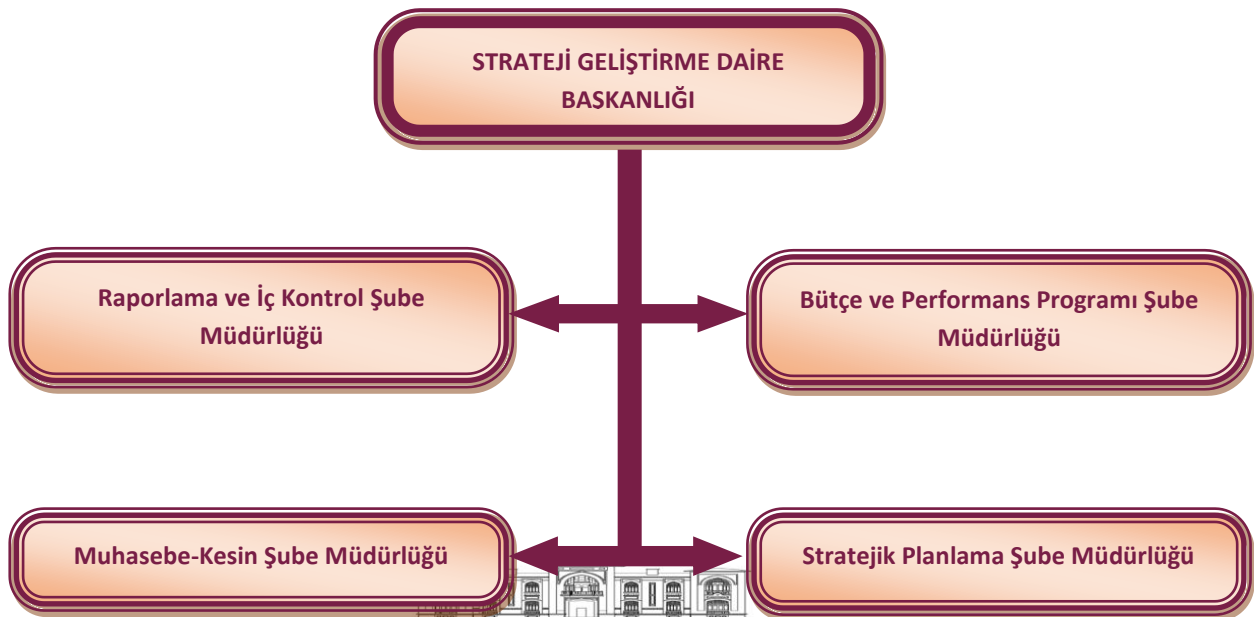 STRATEJİ GELİŞTİRME DAİRE
BAŞKANLIĞI
Raporlama ve İç Kontrol Şube
Müdürlüğü
Bütçe ve Performans Programı Şube
Müdürlüğü
Muhasebe-Kesin Şube Müdürlüğü
Stratejik Planlama Şube Müdürlüğü